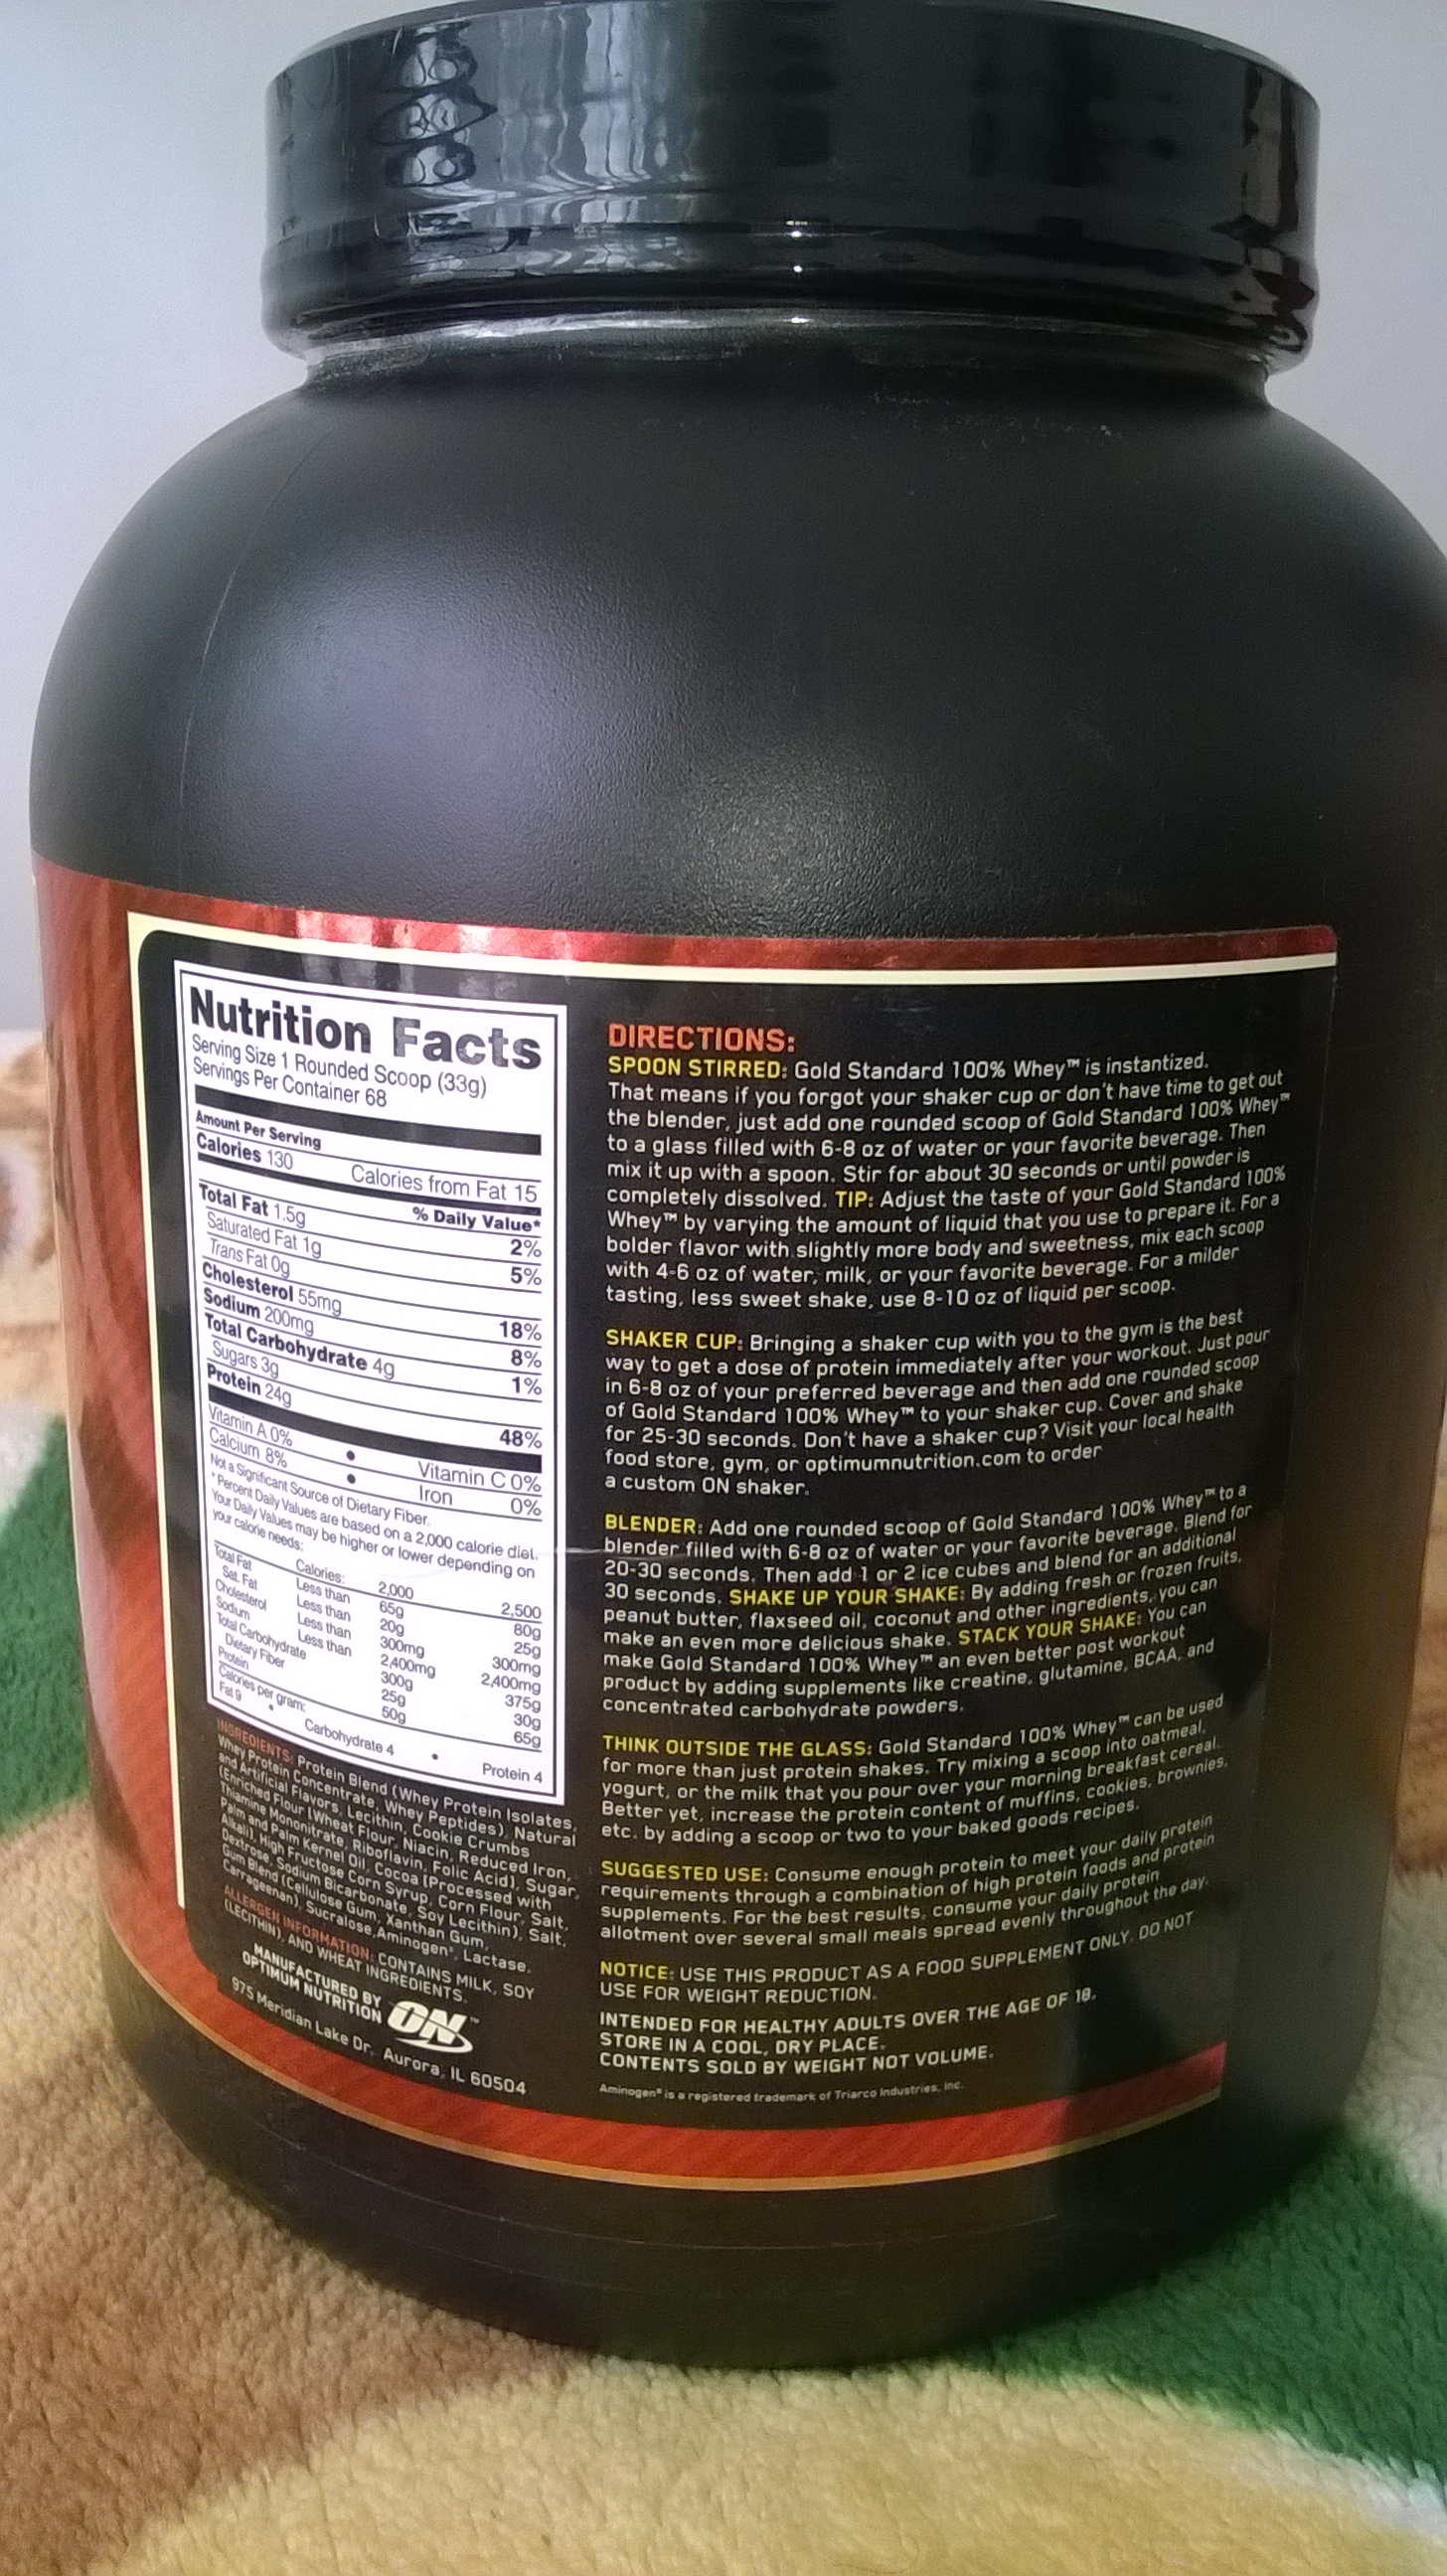 Nutrition Facts
Serving Size 1 Rounded Scoop (33g)
Servings Per Container 68
Amount Per Serving
Calories 130 Calories from Fat 15
% Daily Value*
Total Fat 1.5g 2%
Saturated Fat 1g 5%
Trans Fat 0g
Cholesterol 55mg 18%
Sodium 200mg 8%
Total Carbohydrate 4g 1%
Sugars 3g
Protein 24g 48%
Vitamin A 0% • Vitamin C 0%
Calcium 8% • Iron 0%
Not a Significant Source of Dietary Fiber.
* Percent Daily Values are based on a 2,000 calorie diet.
Your Daily Values may be higher or lower depending on
your calorie needs:
Calories: 2,000 2,500
Total Fat Less than 65g 80g
Sat. Fat Less than 20g 25g
Cholesterol Less than 300mg 300mg
Sodium Less than 2,400mg 2,400mg
Total Carbohydrate 300g 375g
Dietary Fiber 25g 30g
Protein 50g 65g
Calories per gram:
Fat 9 • Carbohydrate 4 • Protein 4
INGREDIENTS: Protein Blend (Whey Protein Isolates,
Whey Protein Concentrate, Whey Peptides), Natural
and Artificial Flavors, Lecithin, Cookie Crumbs
(Enriched Flour [Wheat Flour, Niacin, Reduced Iron,
Thiamine Mononitrate, Riboflavin, Folic Acid], Sugar,
Palm and Palm Kernel Oil, Cocoa [Processed with
Alkali], High Fructose Corn Syrup, Corn Flour, Salt,
Dextrose, Sodium Bicarbonate, Soy Lecithin), Salt,
Gum Blend (Cellulose Gum, Xanthan Gum,
Carrageenan), Sucralose, Aminogen®, Lactase.
ALLERGEN INFORMATION: CONTAINS MILK, SOY
(LECITHIN), AND WHEAT INGREDIENTS.
MANUFACTURED BY
OPTIMUM NUTRITION ON™
975 Meridian Lake Dr. Aurora, IL 60504
DIRECTIONS:
SPOON STIRRED: Gold Standard 100% Whey™ is instantized.
That means if you forgot your shaker cup or don't have time to get out
the blender, just add one rounded scoop of Gold Standard 100% Whey™
to a glass filled with 6-8 oz of water or your favorite beverage. Then
mix it up with a spoon. Stir for about 30 seconds or until powder is
completely dissolved. TIP: Adjust the taste of your Gold Standard 100%
Whey™ by varying the amount of liquid that you use to prepare it. For a
bolder flavor with slightly more body and sweetness, mix each scoop
with 4-6 oz of water, milk, or your favorite beverage. For a milder
tasting, less sweet shake, use 8-10 oz of liquid per scoop.
SHAKER CUP: Bringing a shaker cup with you to the gym is the best
way to get a dose of protein immediately after your workout. Just pour
in 6-8 oz of your preferred beverage and then add one rounded scoop
of Gold Standard 100% Whey™ to your shaker cup. Cover and shake
for 25-30 seconds. Don't have a shaker cup? Visit your local health
food store, gym, or optimumnutrition.com to order
a custom ON shaker.
BLENDER: Add one rounded scoop of Gold Standard 100% Whey™ to a
blender filled with 6-8 oz of water or your favorite beverage. Blend for
20-30 seconds. Then add 1 or 2 ice cubes and blend for an additional
30 seconds. SHAKE UP YOUR SHAKE: By adding fresh or frozen fruits,
peanut butter, flaxseed oil, coconut and other ingredients, you can
make an even more delicious shake. STACK YOUR SHAKE: You can
make Gold Standard 100% Whey™ an even better post workout
product by adding supplements like creatine, glutamine, BCAA, and
concentrated carbohydrate powders.
THINK OUTSIDE THE GLASS: Gold Standard 100% Whey™ can be used
for more than just protein shakes. Try mixing a scoop into oatmeal,
yogurt, or the milk that you pour over your morning breakfast cereal.
Better yet, increase the protein content of muffins, cookies, brownies,
etc. by adding a scoop or two to your baked goods recipes.
SUGGESTED USE: Consume enough protein to meet your daily protein
requirements through a combination of high protein foods and protein
supplements. For the best results, consume your daily protein
allotment over several small meals spread evenly throughout the day.
NOTICE: USE THIS PRODUCT AS A FOOD SUPPLEMENT ONLY. DO NOT
USE FOR WEIGHT REDUCTION.
INTENDED FOR HEALTHY ADULTS OVER THE AGE OF 18.
STORE IN A COOL, DRY PLACE.
CONTENTS SOLD BY WEIGHT NOT VOLUME.
Aminogen® is a registered trademark of Triarco Industries, Inc.